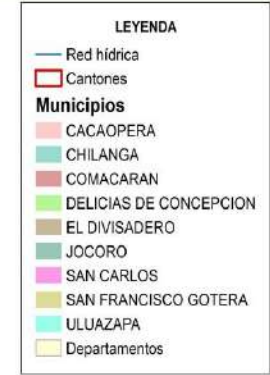 LEYENDA
Red hídrica
Cantones
Municipios
CACAOPERA
CHILANGA
COMACARAN
DELICIAS DE CONCEPCION
EL DIVISADERO
JOCORO
SAN CARLOS
SAN FRANCISCO GOTERA
ULUAZAPA
Departamentos